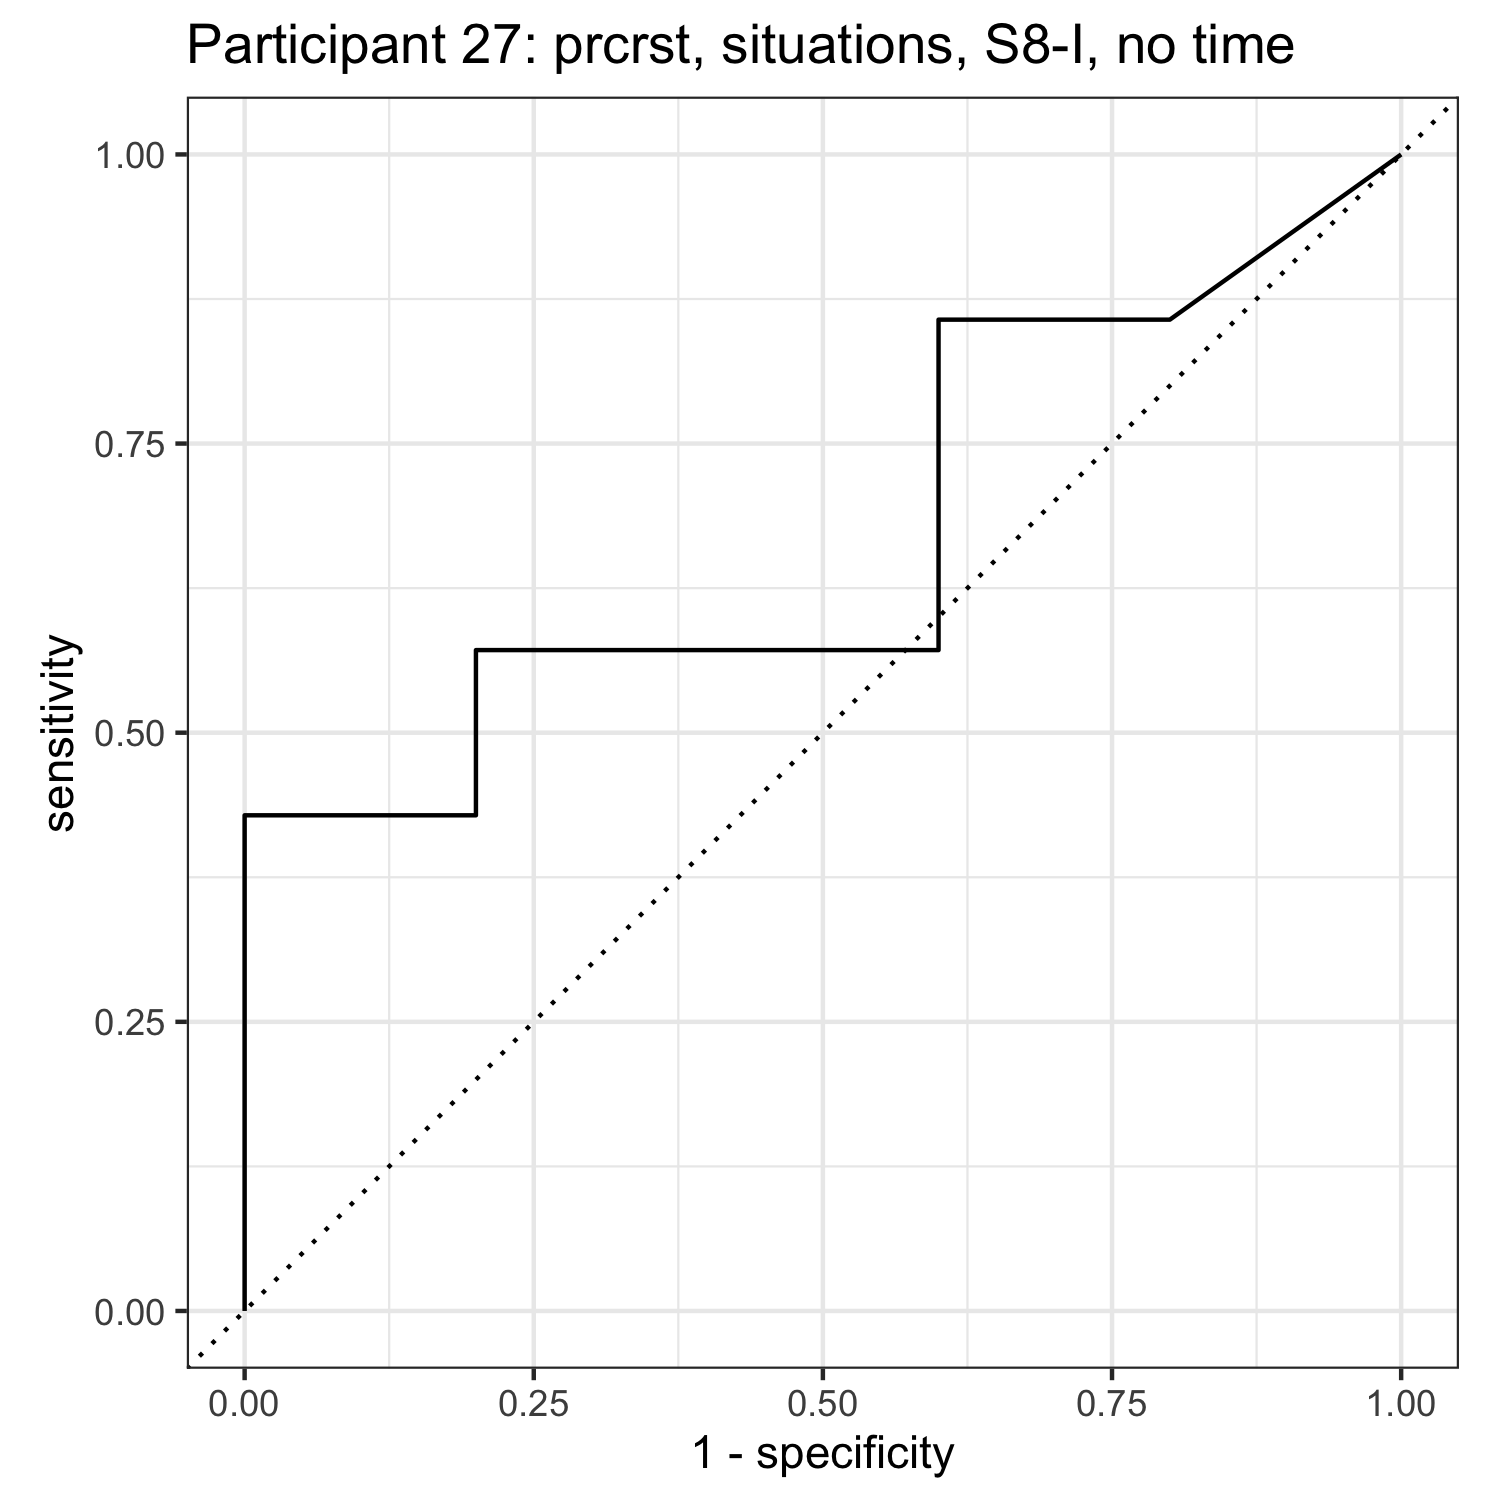 Participant 27: prcrst, situations, S8-I, no time
1.00
0.75
0.50
0.25
0.00
sensitivity
0.00 0.25 0.50 0.75 1.00
1 - specificity